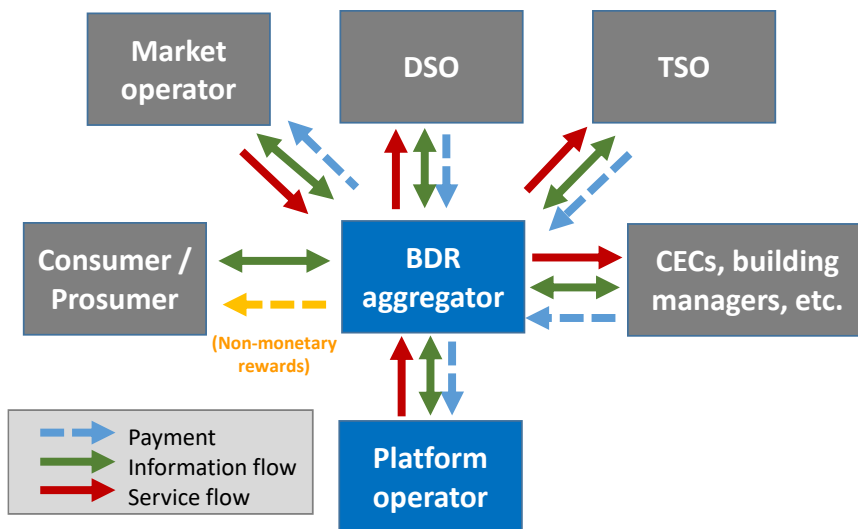 Market
operator
DSO
TSO
Consumer /
Prosumer
BDR
aggregator
CECs, building
managers, etc.
(Non-monetary
rewards)
Platform
operator
Payment
Information flow
Service flow